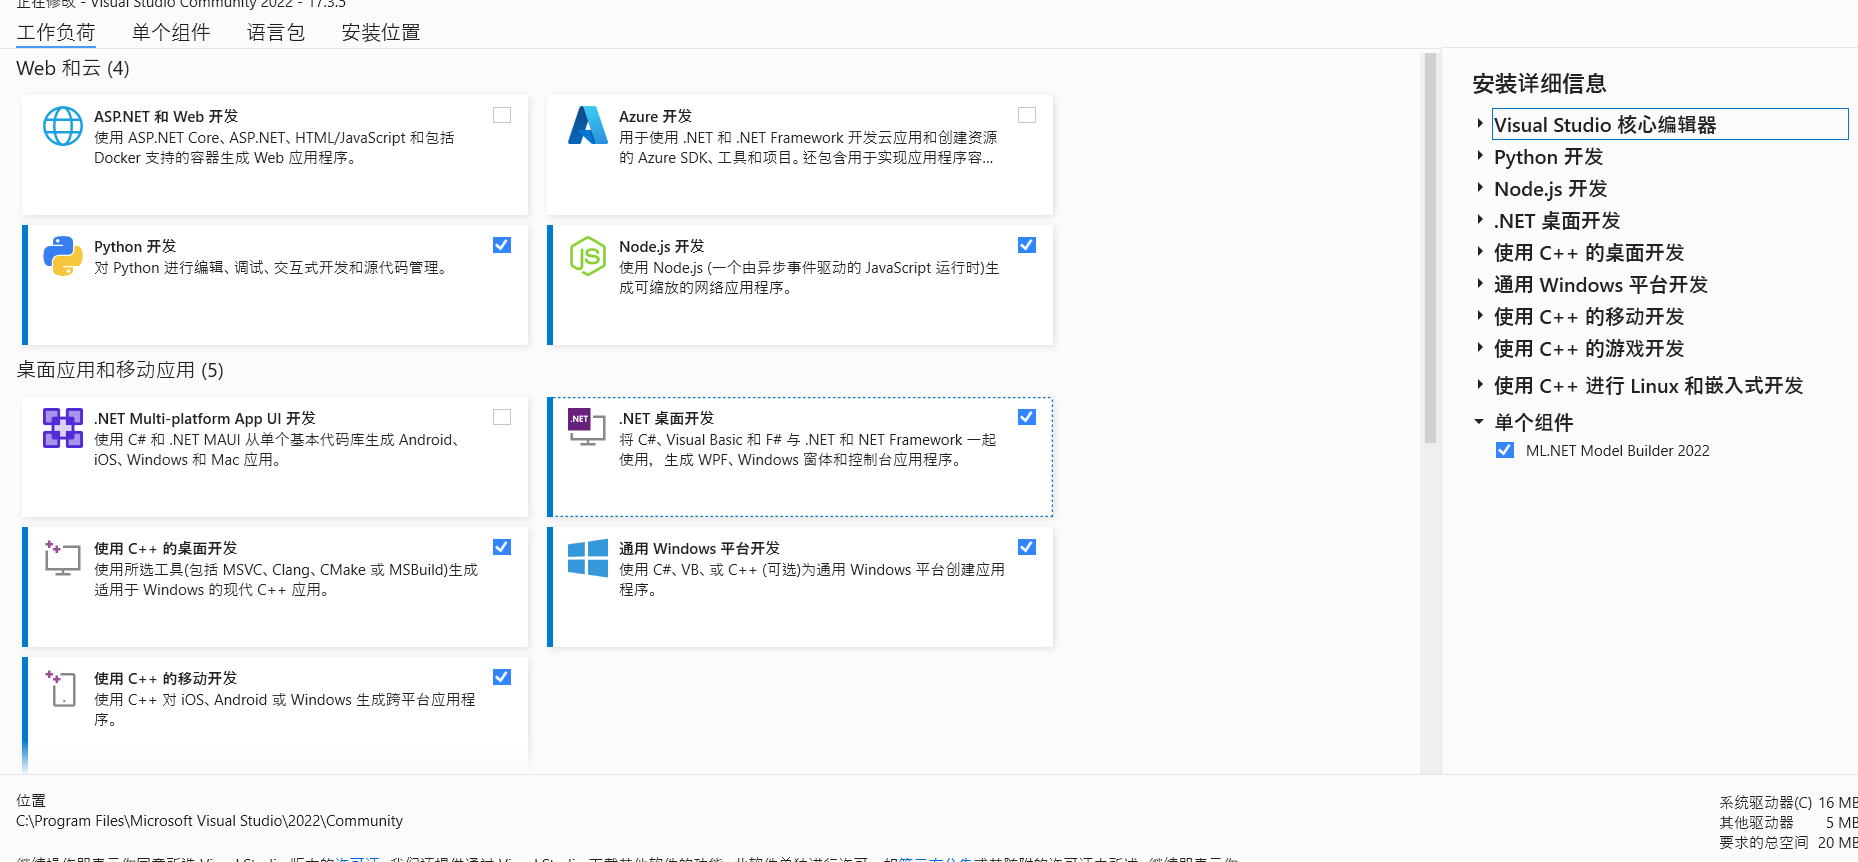 正在修改 - Visual Studio Community 2022 - 17.3.5
工作负荷 单个组件 语言包 安装位置
Web 和云 (4)
ASP.NET 和 Web 开发
使用 ASP.NET Core、ASP.NET、HTML/JavaScript 和包括
Docker 支持的容器生成 Web 应用程序。
Azure 开发
用于使用 .NET 和 .NET Framework 开发云应用和创建资源
的 Azure SDK、工具和项目。还包含用于实现应用程序容...
Python 开发
对 Python 进行编辑、调试、交互式开发和源代码管理。
Node.js 开发
使用 Node.js (一个由异步事件驱动的 JavaScript 运行时)生
成可缩放的网络应用程序。
桌面应用和移动应用 (5)
.NET Multi-platform App UI 开发
使用 C# 和 .NET MAUI 从单个基本代码库生成 Android、
iOS、Windows 和 Mac 应用。
.NET
.NET 桌面开发
将 C#、Visual Basic 和 F# 与 .NET 和 NET Framework 一起
使用，生成 WPF、Windows 窗体和控制台应用程序。
使用 C++ 的桌面开发
使用所选工具(包括 MSVC、Clang、CMake 或 MSBuild)生成
适用于 Windows 的现代 C++ 应用。
通用 Windows 平台开发
使用 C#、VB、或 C++ (可选)为通用 Windows 平台创建应用
程序。
使用 C++ 的移动开发
使用 C++ 对 iOS、Android 或 Windows 生成跨平台应用程
序。
安装详细信息
Visual Studio 核心编辑器
Python 开发
Node.js 开发
.NET 桌面开发
使用 C++ 的桌面开发
通用 Windows 平台开发
使用 C++ 的移动开发
使用 C++ 的游戏开发
使用 C++ 进行 Linux 和嵌入式开发
单个组件
ML.NET Model Builder 2022
位置
C:\Program Files\Microsoft Visual Studio\2022\Community
系统驱动器(C) 16 MB
其他驱动器 5 MB
要求的总空间 20 MB